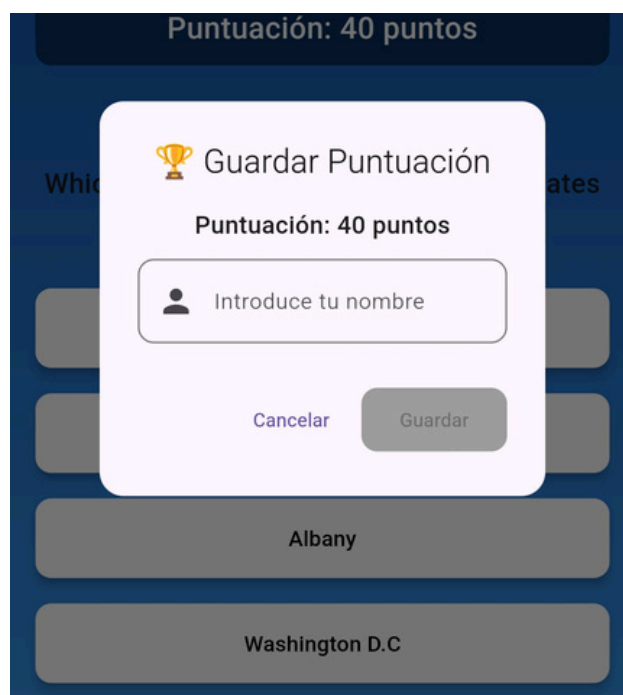 Puntuación: 40 puntos
🏆 Guardar Puntuación
Puntuación: 40 puntos
Introduce tu nombre
Cancelar
Guardar
Albany
Washington D.C